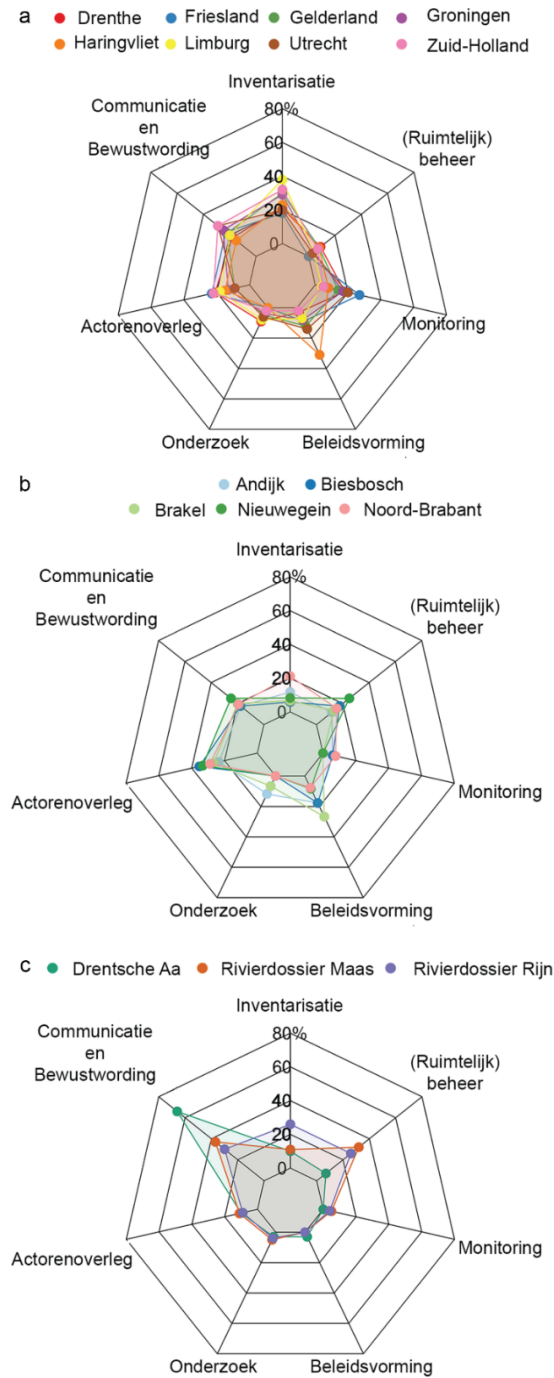 a
Drenthe Friesland Gelderland Groningen
Haringvliet Limburg Utrecht Zuid-Holland
Inventarisatie
Communicatie
en
Bewustwording
(Ruimtelijk)
beheer
80%
60
40
20
0
Actorenoverleg
Monitoring
Onderzoek
Beleidsvorming
b
Andijk Biesbosch
Brakel Nieuwegein Noord-Brabant
Inventarisatie
Communicatie
en
Bewustwording
(Ruimtelijk)
beheer
80%
60
40
20
0
Actorenoverleg
Monitoring
Onderzoek
Beleidsvorming
c
Drentsche Aa Rivierdossier Maas Rivierdossier Rijn
Inventarisatie
Communicatie
en
Bewustwording
(Ruimtelijk)
beheer
80%
60
40
20
0
Actorenoverleg
Monitoring
Onderzoek
Beleidsvorming